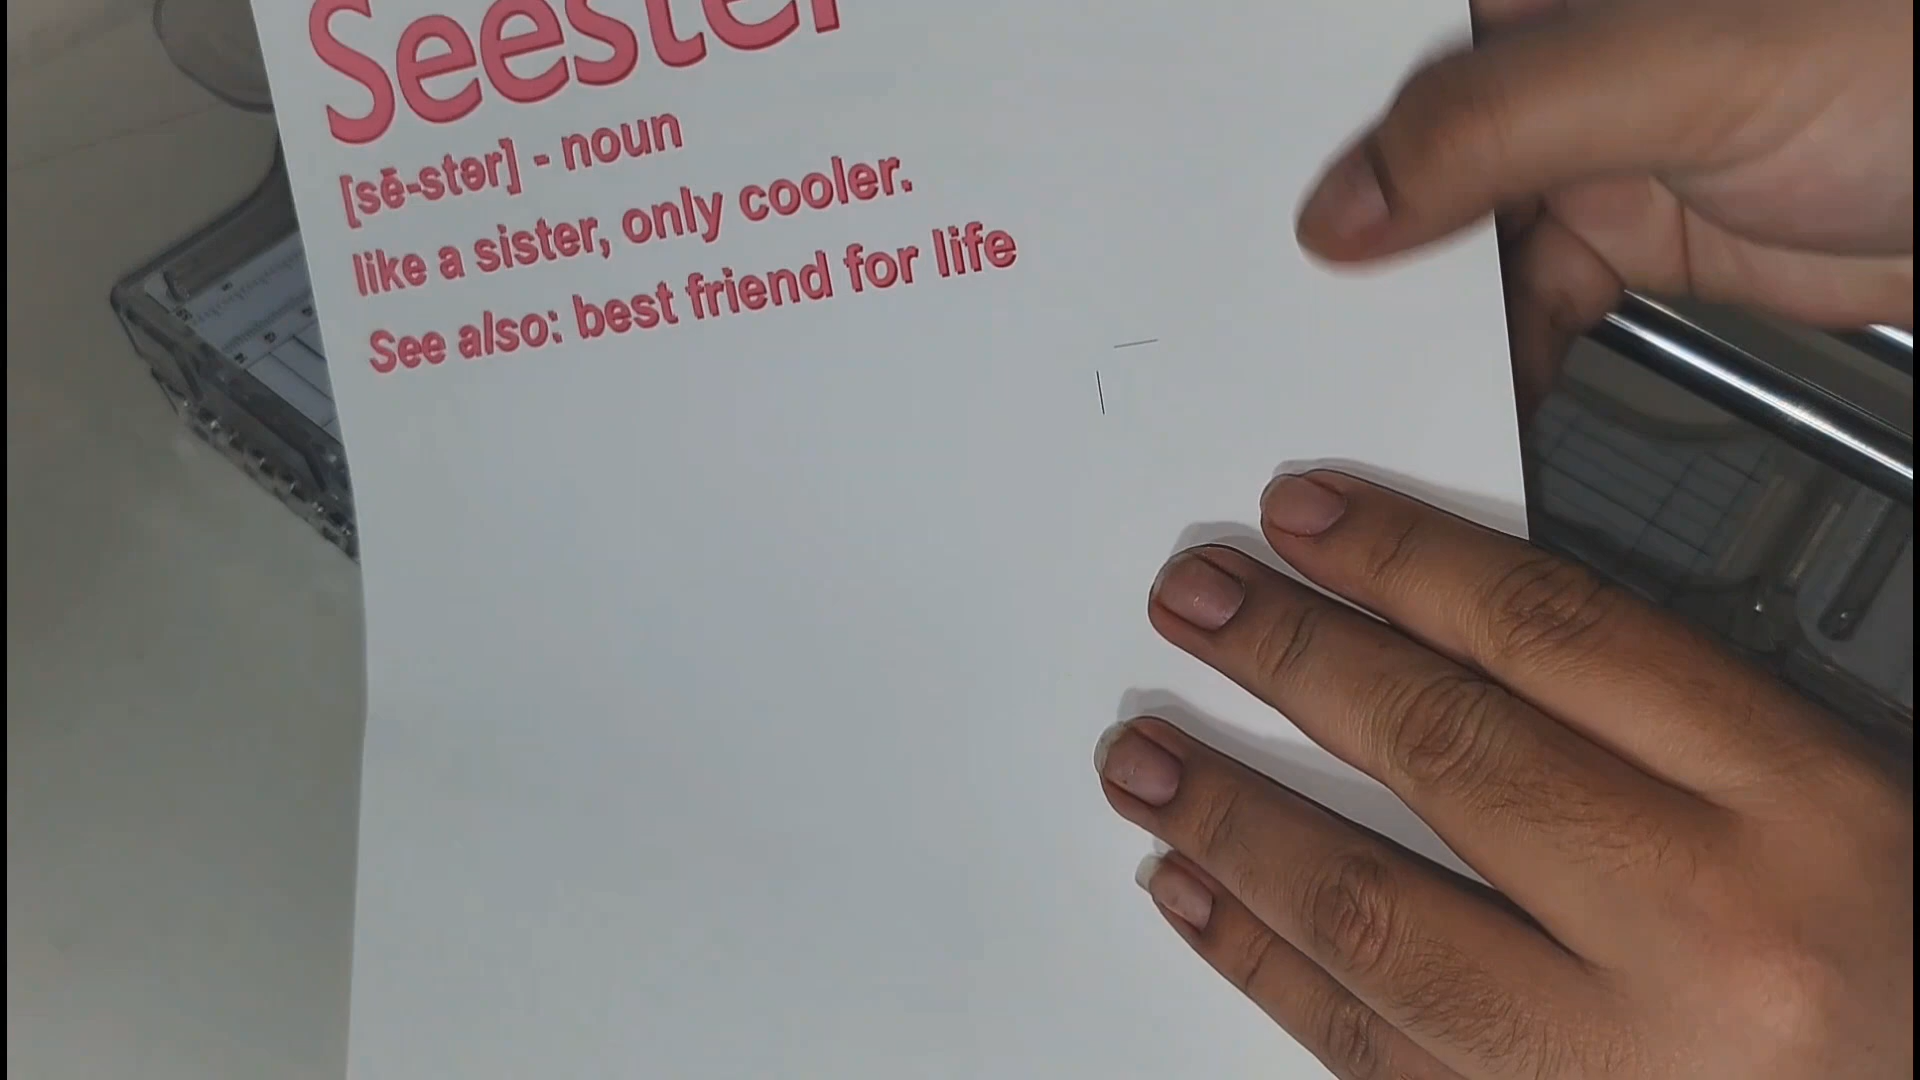 Seester
[sē-stər] - noun
like a sister, only cooler.
See also: best friend for life